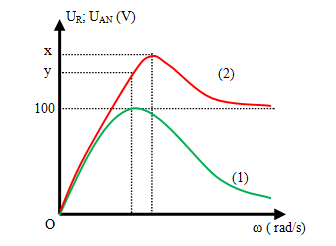 U_R; U_AN (V)
x
y
(2)
100
(1)
O
ω ( rad/s)